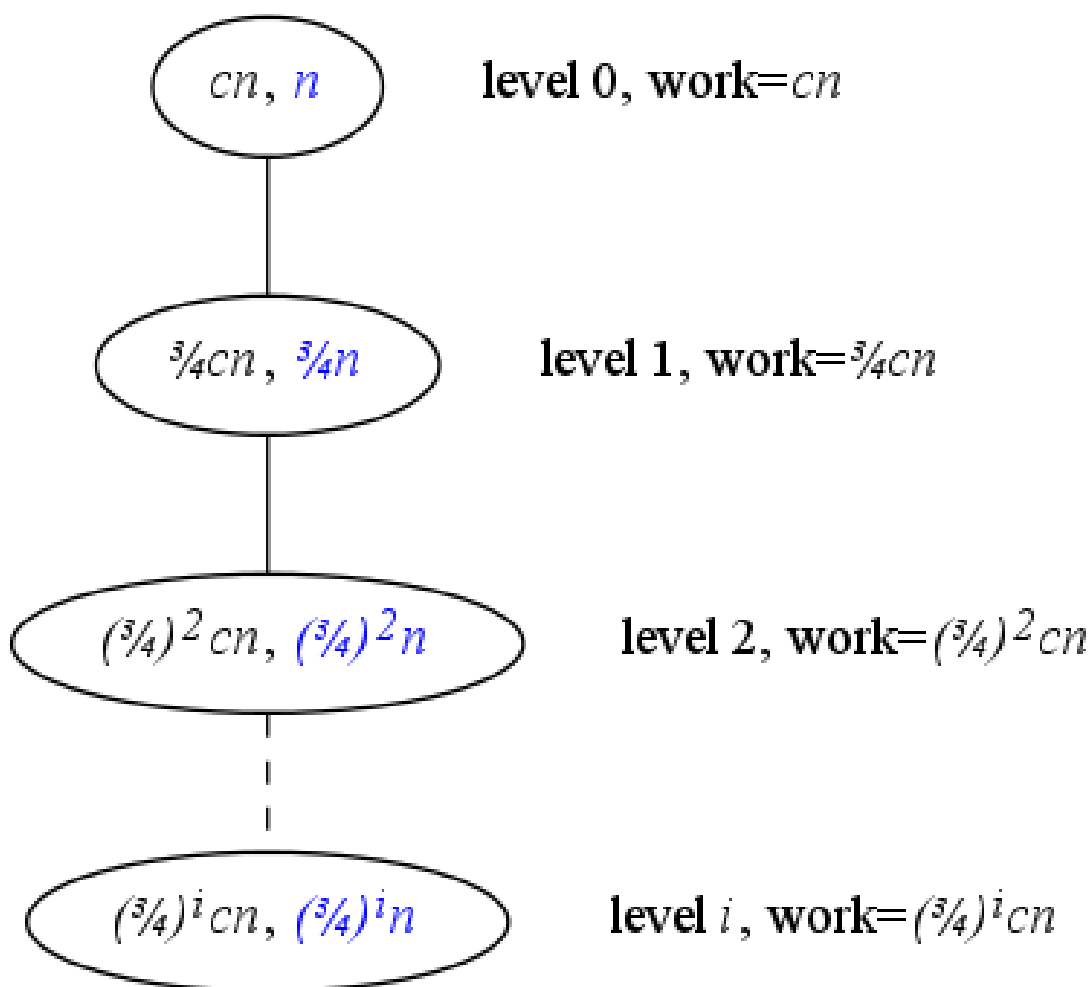 cn, n level 0, work=cn
¾cn, ¾n level 1, work=¾cn
(¾)²cn, (¾)²n level 2, work=(¾)²cn
(¾)ⁱcn, (¾)ⁱn level i, work=(¾)ⁱcn